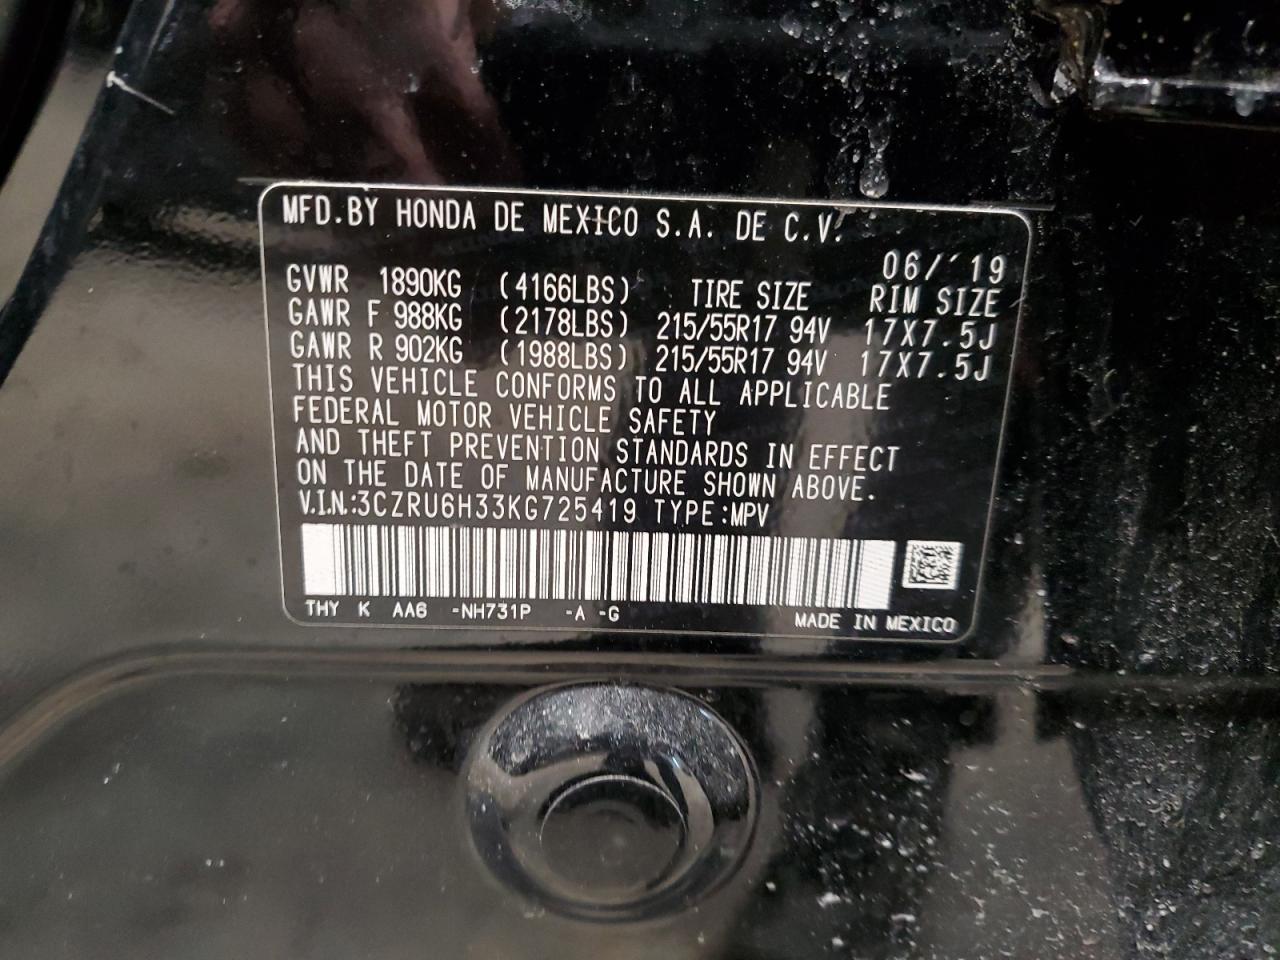 MFD.BY HONDA DE MEXICO S.A. DE C.V.
06/'19
GVWR 1890KG (4166LBS) TIRE SIZE RIM SIZE
GAWR F 988KG (2178LBS) 215/55R17 94V 17X7.5J
GAWR R 902KG (1988LBS) 215/55R17 94V 17X7.5J
THIS VEHICLE CONFORMS TO ALL APPLICABLE
FEDERAL MOTOR VEHICLE SAFETY
AND THEFT PREVENTION STANDARDS IN EFFECT
ON THE DATE OF MANUFACTURE SHOWN ABOVE.
V.I.N.:3CZRU6H33KG725419 TYPE:MPV
THY K AA6 -NH731P -A -G MADE IN MEXICO